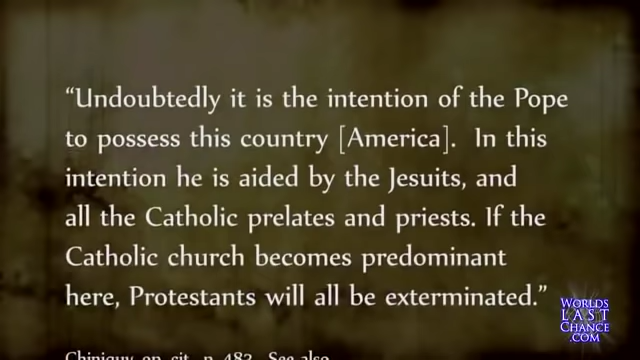 “Undoubtedly it is the intention of the Pope
to possess this country [America].  In this
intention he is aided by the Jesuits, and
all the Catholic prelates and priests. If the
Catholic church becomes predominant
here, Protestants will all be exterminated.”
WORLDS
LAST
CHANCE
.COM
Chiniquy, op. cit., p. 483. See also